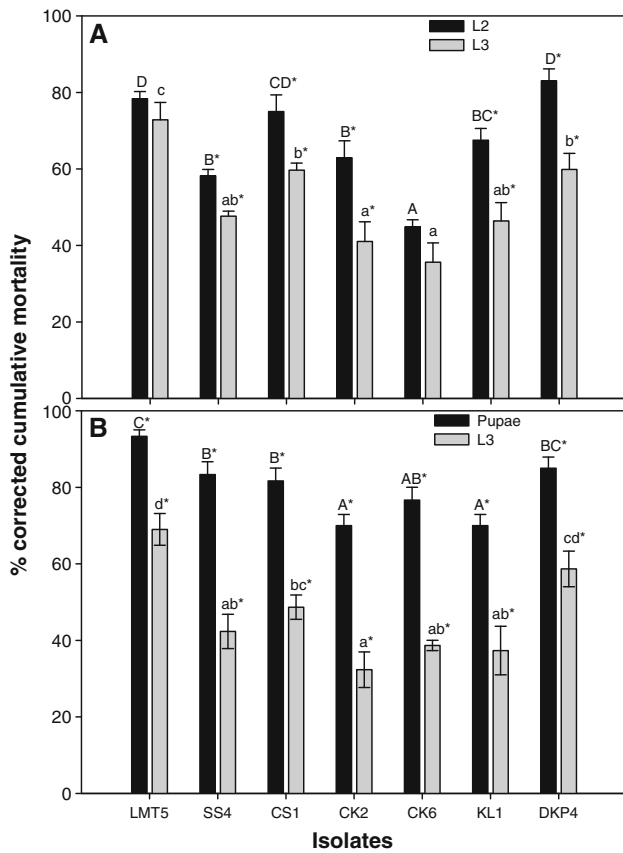 % corrected cumulative mortality
A
L2
L3
100
80
60
40
20
0
D c B* ab* CD* b* B* a* A a BC* ab* D* b*
B
Pupae
L3
100
80
60
40
20
0
C* d* B* ab* B* bc* A* a* AB* ab* A* ab* BC* cd*
LMT5 SS4 CS1 CK2 CK6 KL1 DKP4
Isolates